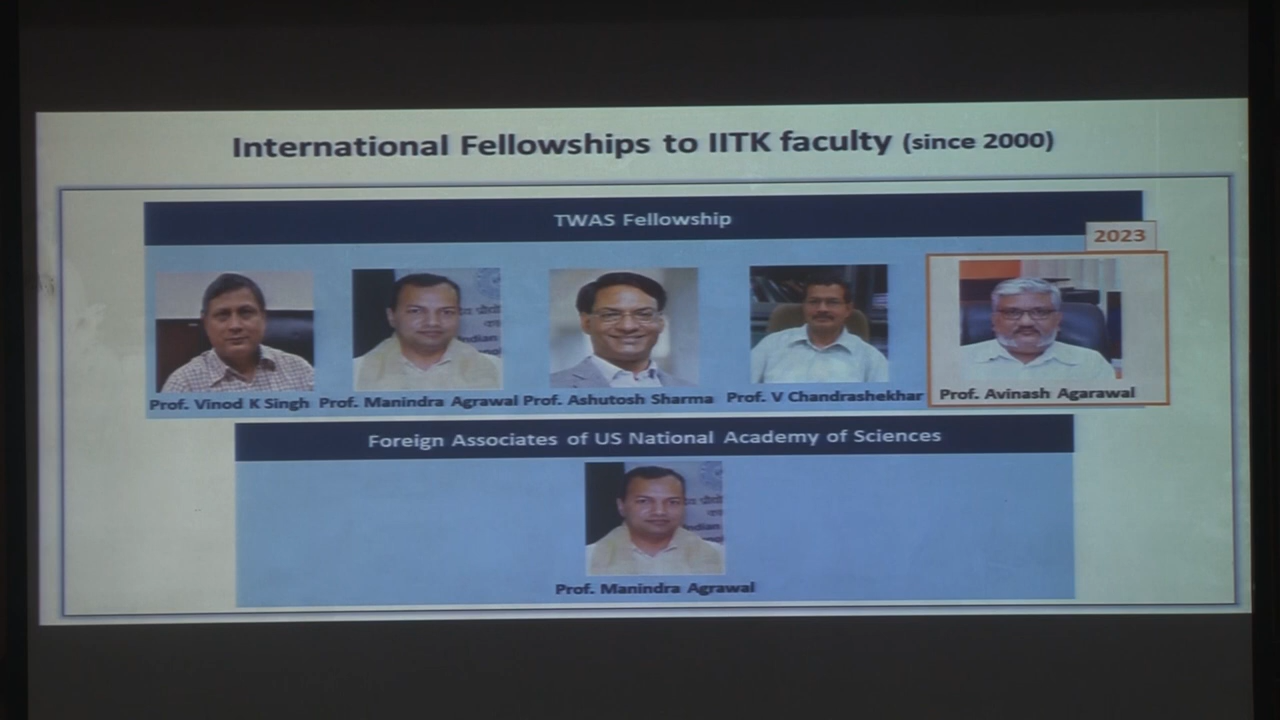 International Fellowships to IITK faculty (since 2000)
TWAS Fellowship
2023
Prof. Vinod K Singh
Prof. Manindra Agrawal
Prof. Ashutosh Sharma
Prof. V Chandrashekhar
Prof. Avinash Agarawal
Foreign Associates of US National Academy of Sciences
Prof. Manindra Agrawal